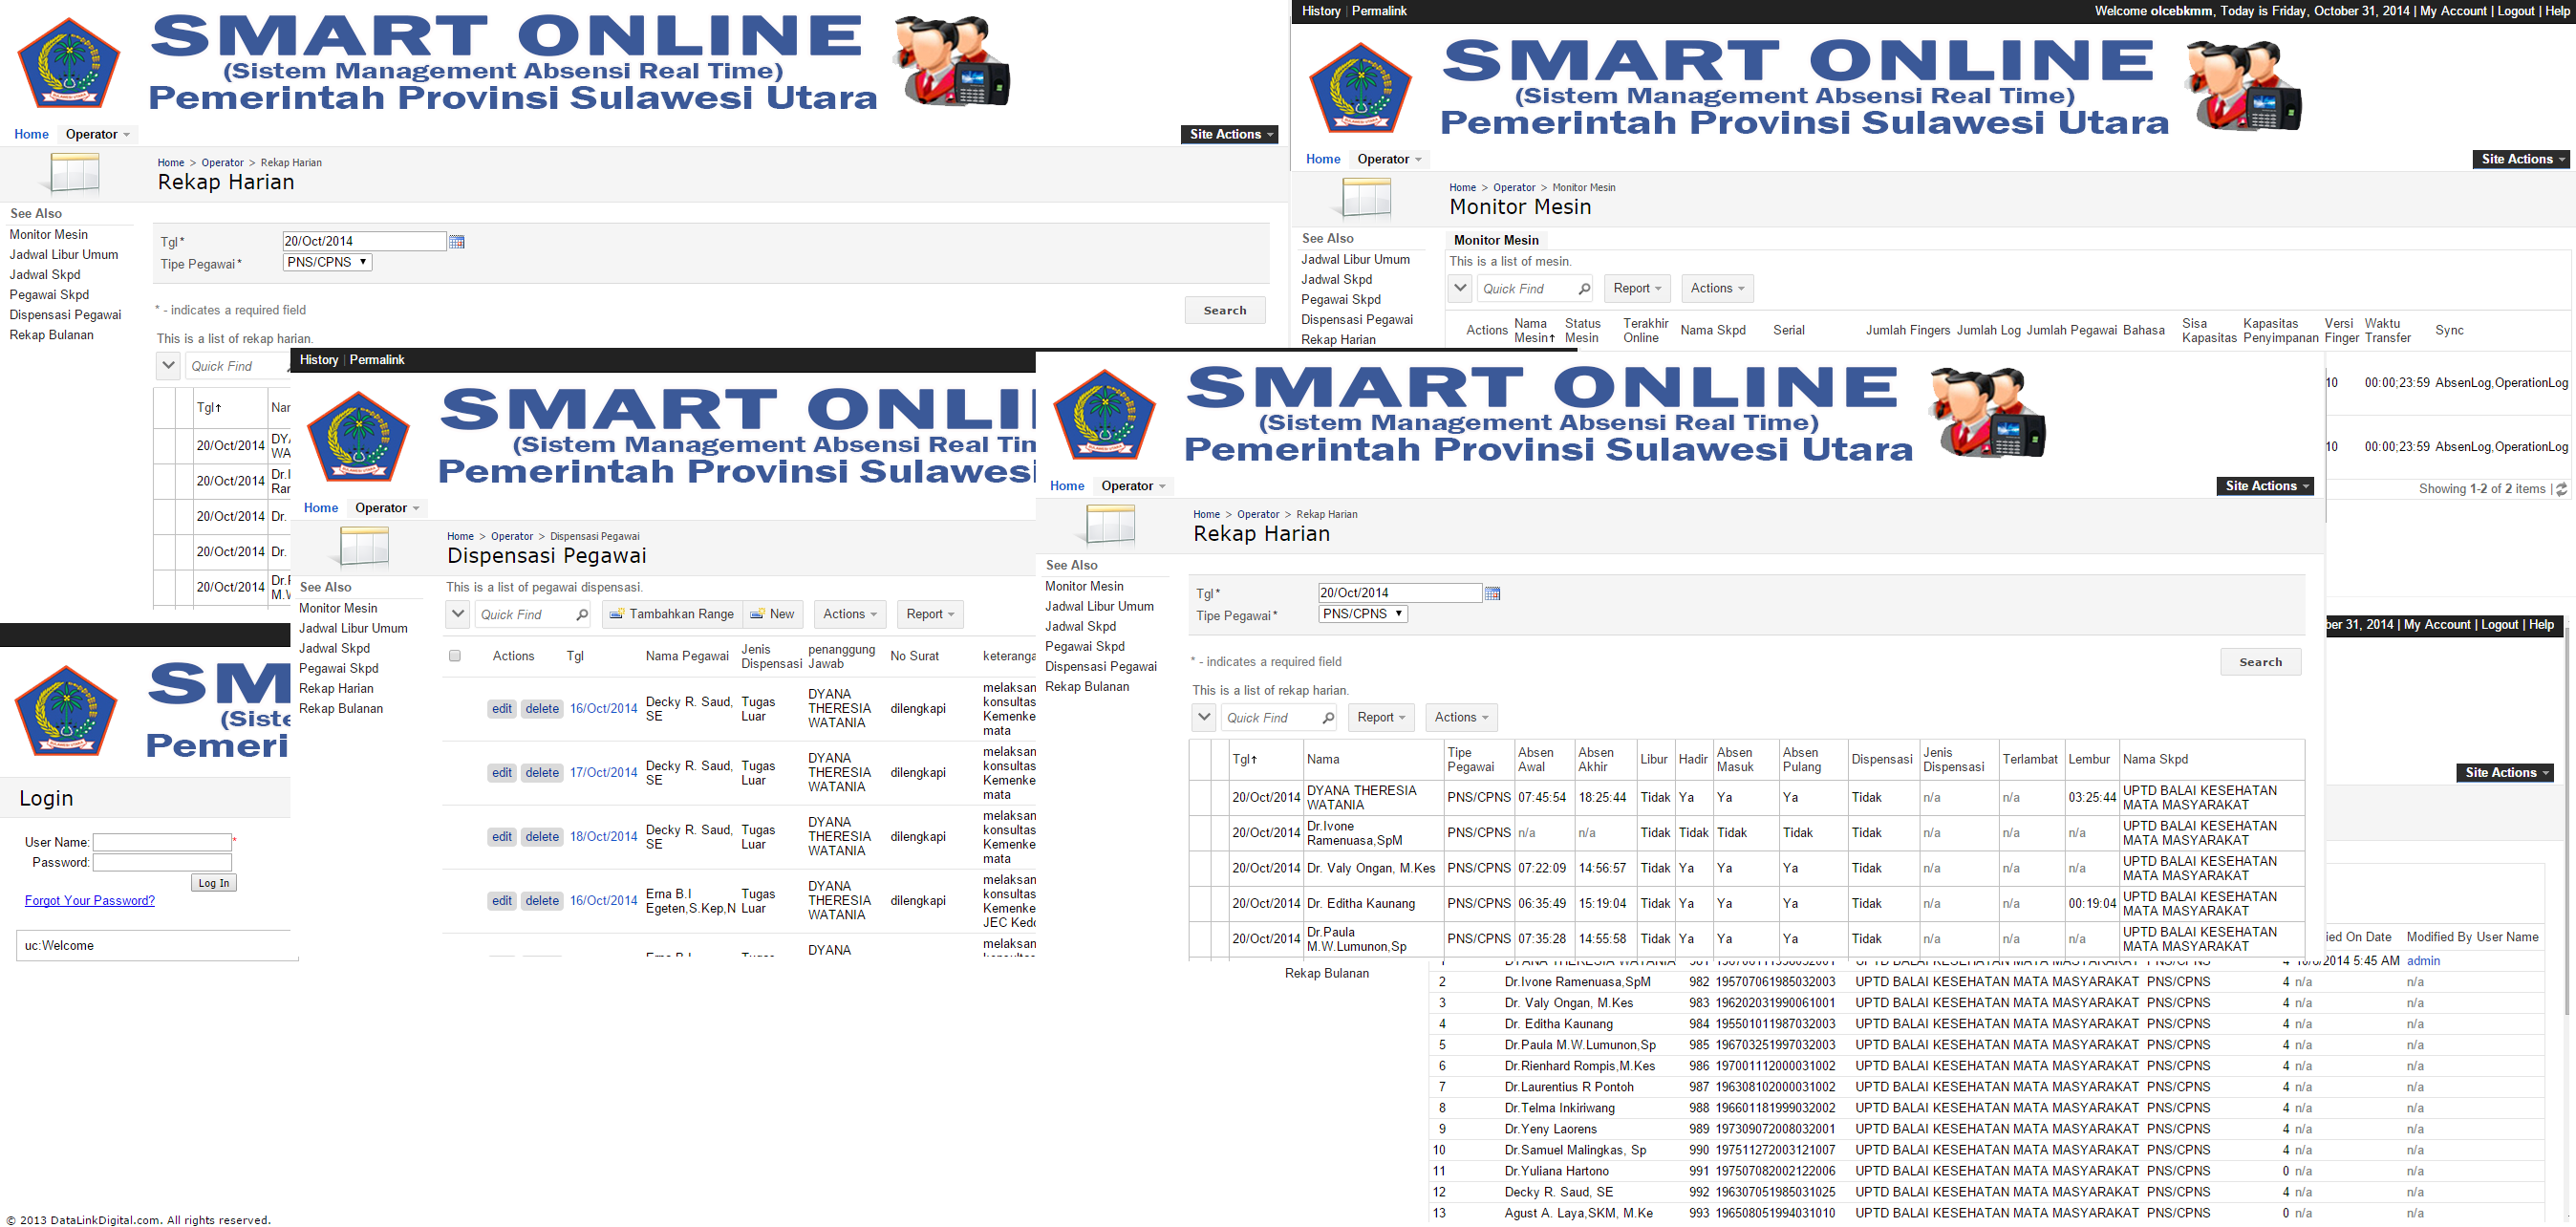 SMART ONLINE
(Sistem Management Absensi Real Time)
Pemerintah Provinsi Sulawesi Utara
Home Operator
Site Actions
Home > Operator > Rekap Harian
Rekap Harian
See Also
Monitor Mesin
Jadwal Libur Umum
Jadwal Skpd
Pegawai Skpd
Dispensasi Pegawai
Rekap Bulanan
Tgl* 20/Oct/2014
Tipe Pegawai* PNS/CPNS
* - indicates a required field
Search
This is a list of rekap harian.
Quick Find
Tgl
20/Oct/2014
20/Oct/2014
20/Oct/2014 Dr.
20/Oct/2014 Dr.
20/Oct/2014
History | Permalink
Welcome olcebkmm, Today is Friday, October 31, 2014 | My Account | Logout | Help
SMART ONLINE
(Sistem Management Absensi Real Time)
Pemerintah Provinsi Sulawesi Utara
Home Operator
Site Actions
Home > Operator > Monitor Mesin
Monitor Mesin
See Also
Jadwal Libur Umum
Jadwal Skpd
Pegawai Skpd
Dispensasi Pegawai
Rekap Harian
Monitor Mesin
This is a list of mesin.
Quick Find Report Actions
Actions Nama Mesin Status Mesin Terakhir Online Nama Skpd Serial Jumlah Fingers Jumlah Log Jumlah Pegawai Bahasa Sisa Kapasitas Kapasitas Penyimpanan Versi Finger Waktu Transfer Sync
10 00:00;23:59 AbsenLog,OperationLog
10 00:00;23:59 AbsenLog,OperationLog
Showing 1-2 of 2 items |
History | Permalink
SMART ONLI
(Sistem Management Absensi Real Tin
Pemerintah Provinsi Sulawes
Home Operator
Home > Operator > Dispensasi Pegawai
Dispensasi Pegawai
See Also
Monitor Mesin
Jadwal Libur Umum
Jadwal Skpd
Pegawai Skpd
Rekap Harian
Rekap Bulanan
This is a list of pegawai dispensasi.
Quick Find Tambahkan Range New Actions Report
Actions Tgl Nama Pegawai Jenis Dispensasi penanggung Jawab No Surat keteranga
edit delete 16/Oct/2014 Decky R. Saud, SE Tugas Luar DYANA THERESIA WATANIA dilengkapi melaksan konsultas Kemenke mata
edit delete 17/Oct/2014 Decky R. Saud, SE Tugas Luar DYANA THERESIA WATANIA dilengkapi melaksan konsultas Kemenke mata
edit delete 18/Oct/2014 Decky R. Saud, SE Tugas Luar DYANA THERESIA WATANIA dilengkapi melaksan konsultas Kemenke mata
edit delete 16/Oct/2014 Erna B.I Egeten,S.Kep,N Tugas Luar DYANA THERESIA WATANIA dilengkapi melaksan konsultas Kemenke JEC Kedo
DYANA melaksan
SMART ONLINE
(Sistem Management Absensi Real Time)
Pemerintah Provinsi Sulawesi Utara
Home Operator
Site Actions
Home > Operator > Rekap Harian
Rekap Harian
See Also
Monitor Mesin
Jadwal Libur Umum
Jadwal Skpd
Pegawai Skpd
Dispensasi Pegawai
Rekap Bulanan
Tgl* 20/Oct/2014
Tipe Pegawai* PNS/CPNS
* - indicates a required field
Search
This is a list of rekap harian.
Quick Find Report Actions
Tgl Nama Tipe Pegawai Absen Awal Absen Akhir Libur Hadir Absen Masuk Absen Pulang Dispensasi Jenis Dispensasi Terlambat Lembur Nama Skpd
20/Oct/2014 DYANA THERESIA WATANIA PNS/CPNS 07:45:54 18:25:44 Tidak Ya Ya Ya Tidak n/a n/a 03:25:44 UPTD BALAI KESEHATAN MATA MASYARAKAT
20/Oct/2014 Dr.Ivone Ramenuasa,SpM PNS/CPNS n/a n/a Tidak Tidak Tidak Tidak Tidak n/a n/a n/a UPTD BALAI KESEHATAN MATA MASYARAKAT
20/Oct/2014 Dr. Valy Ongan, M.Kes PNS/CPNS 07:22:09 14:56:57 Tidak Ya Ya Ya Tidak n/a n/a n/a UPTD BALAI KESEHATAN MATA MASYARAKAT
20/Oct/2014 Dr. Editha Kaunang PNS/CPNS 06:35:49 15:19:04 Tidak Ya Ya Ya Tidak n/a n/a 00:19:04 UPTD BALAI KESEHATAN MATA MASYARAKAT
20/Oct/2014 Dr.Paula M.W.Lumunon,Sp PNS/CPNS 07:35:28 14:55:58 Tidak Ya Ya Ya Tidak n/a n/a n/a UPTD BALAI KESEHATAN MATA MASYARAKAT
SM
(Siste
Pemeri
Login
User Name: *
Password:
Log In
Forgot Your Password?
uc:Welcome
© 2013 DataLinkDigital.com. All rights reserved.
ber 31, 2014 | My Account | Logout | Help
Site Actions
Rekap Bulanan
ied On Date Modified By User Name
5:45 AM admin
2 Dr.Ivone Ramenuasa,SpM 982 195707061985032003 UPTD BALAI KESEHATAN MATA MASYARAKAT PNS/CPNS 4 n/a n/a
3 Dr. Valy Ongan, M.Kes 983 196202031990061001 UPTD BALAI KESEHATAN MATA MASYARAKAT PNS/CPNS 4 n/a n/a
4 Dr. Editha Kaunang 984 195501011987032003 UPTD BALAI KESEHATAN MATA MASYARAKAT PNS/CPNS 4 n/a n/a
5 Dr.Paula M.W.Lumunon,Sp 985 196703251997032003 UPTD BALAI KESEHATAN MATA MASYARAKAT PNS/CPNS 4 n/a n/a
6 Dr.Rienhard Rompis,M.Kes 986 197001112000031002 UPTD BALAI KESEHATAN MATA MASYARAKAT PNS/CPNS 4 n/a n/a
7 Dr.Laurentius R Pontoh 987 196308102000031002 UPTD BALAI KESEHATAN MATA MASYARAKAT PNS/CPNS 4 n/a n/a
8 Dr.Telma Inkiriwang 988 196601181999032002 UPTD BALAI KESEHATAN MATA MASYARAKAT PNS/CPNS 4 n/a n/a
9 Dr.Yeny Laorens 989 197309072008032001 UPTD BALAI KESEHATAN MATA MASYARAKAT PNS/CPNS 4 n/a n/a
10 Dr.Samuel Malingkas, Sp 990 197511272003121007 UPTD BALAI KESEHATAN MATA MASYARAKAT PNS/CPNS 4 n/a n/a
11 Dr.Yuliana Hartono 991 197507082002122006 UPTD BALAI KESEHATAN MATA MASYARAKAT PNS/CPNS 0 n/a n/a
12 Decky R. Saud, SE 992 196307051985031025 UPTD BALAI KESEHATAN MATA MASYARAKAT PNS/CPNS 4 n/a n/a
13 Agust A. Laya,SKM, M.Ke 993 196508051994031010 UPTD BALAI KESEHATAN MATA MASYARAKAT PNS/CPNS 0 n/a n/a